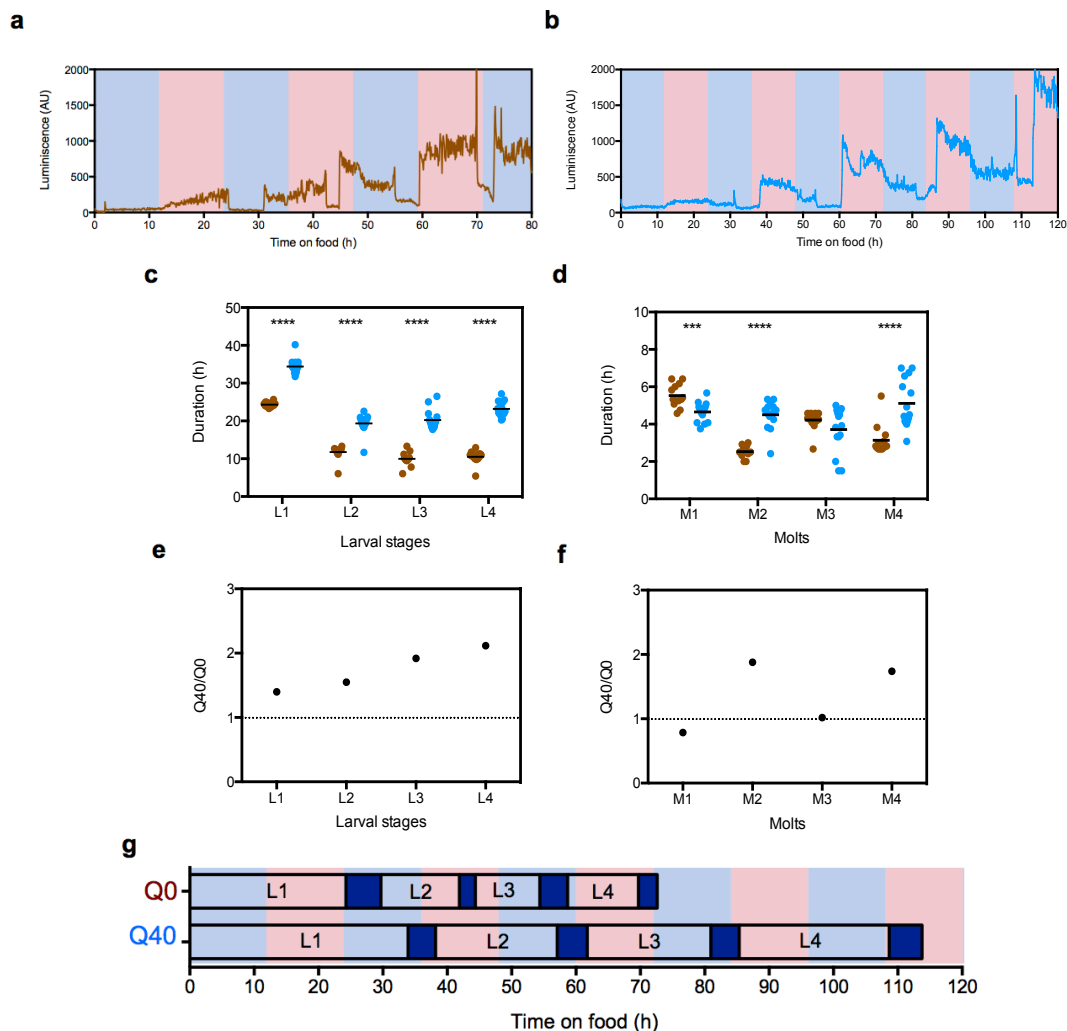 a
b
2000
1500
1000
500
0
Luminiscence (AU)
0 10 20 30 40 50 60 70 80
Time on food (h)
2000
1500
1000
500
0
Luminiscence (AU)
0 10 20 30 40 50 60 70 80 90 100 110 120
Time on food (h)
c
d
50
40
30
20
10
0
Duration (h)
**** **** **** ****
L1 L2 L3 L4
Larval stages
10
8
6
4
2
0
Duration (h)
*** **** ****
M1 M2 M3 M4
Molts
e
f
3
2
1
0
Q40/Q0
L1 L2 L3 L4
Larval stages
3
2
1
0
Q40/Q0
M1 M2 M3 M4
Molts
g
Q0
L1 L2 L3 L4
Q40
L1 L2 L3 L4
0 10 20 30 40 50 60 70 80 90 100 110 120
Time on food (h)